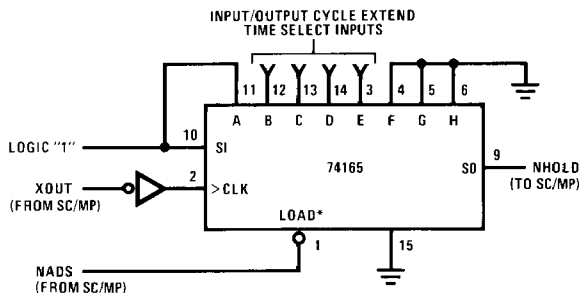 INPUT/OUTPUT CYCLE EXTEND
TIME SELECT INPUTS
11 12 13 14 3 4 5 6
A B C D E F G H
LOGIC "1"
10
SI
74165
SO
9
NHOLD
(TO SC/MP)
XOUT
(FROM SC/MP)
2
>CLK
LOAD*
1
15
NADS
(FROM SC/MP)